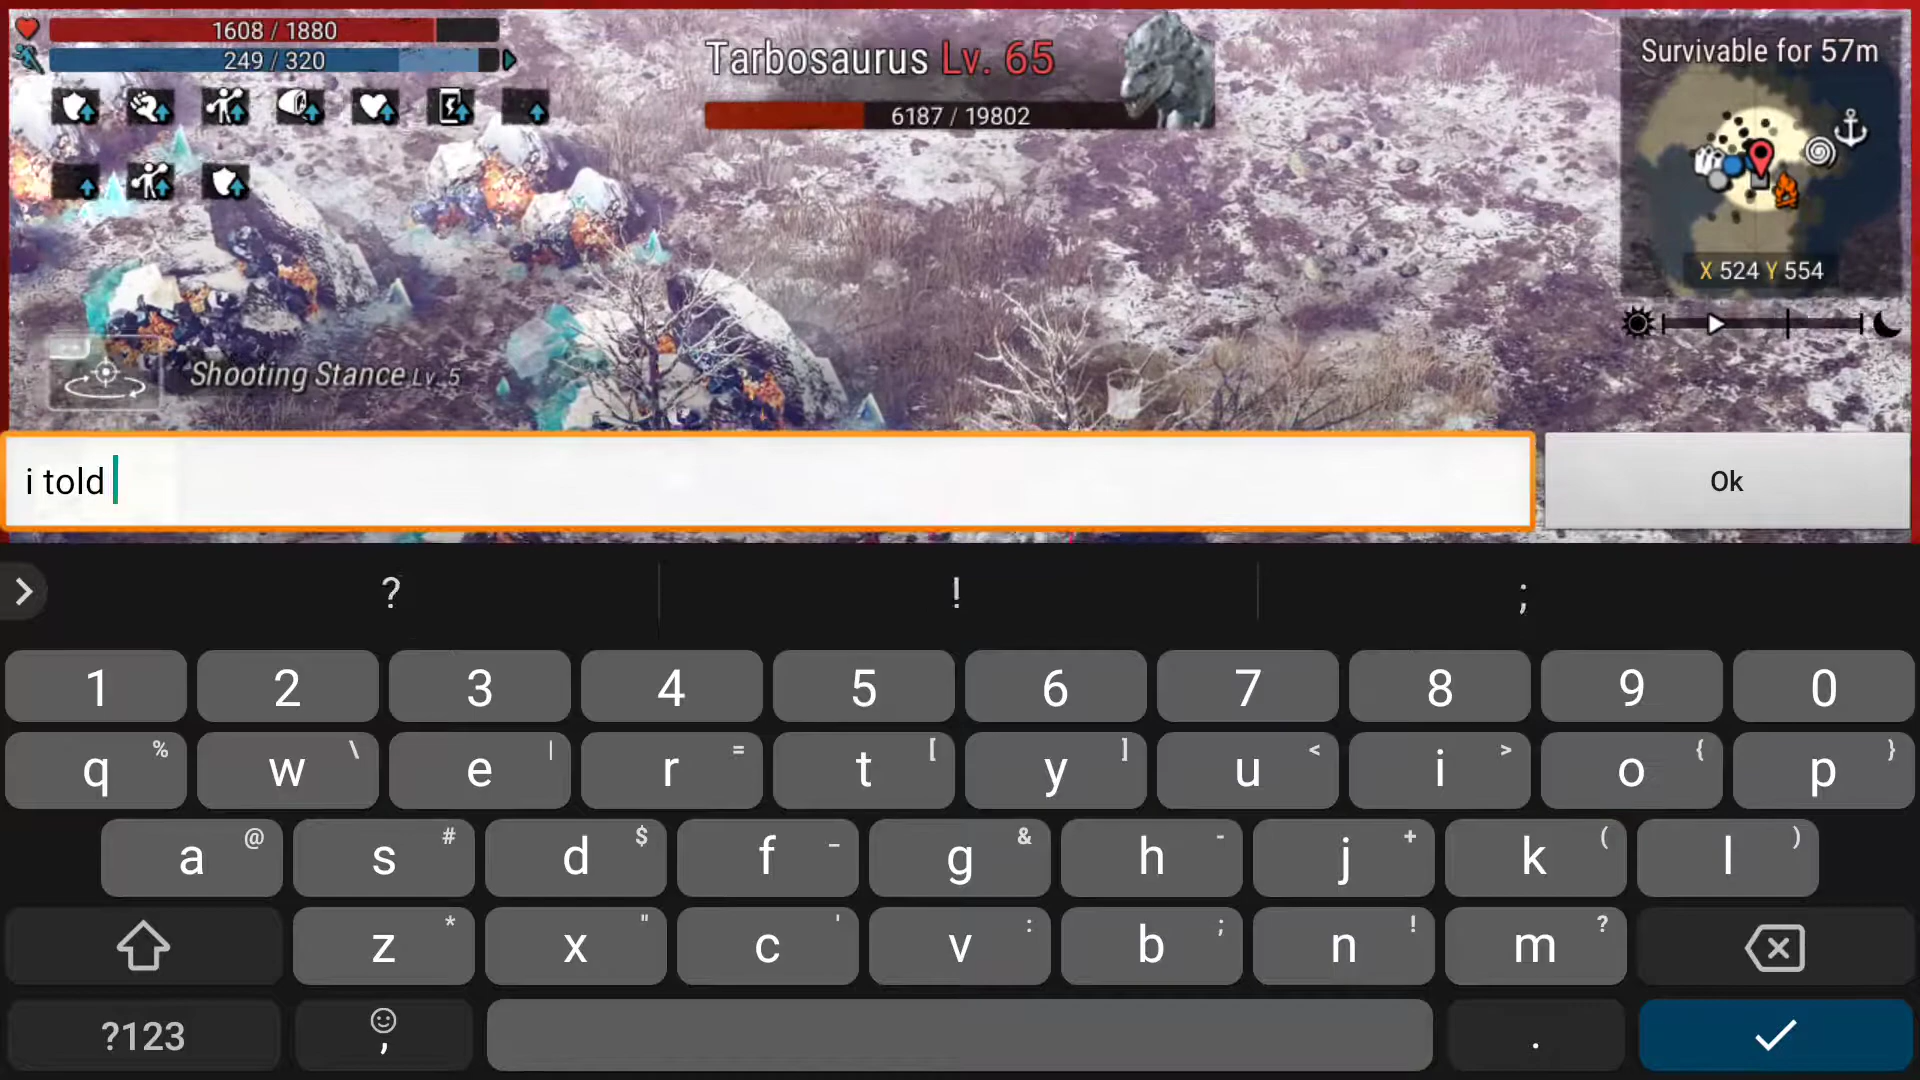 1608 / 1880
249 / 320
Tarbosaurus Lv. 65
6187 / 19802
Survivable for 57m
X 524 Y 554
Shooting Stance Lv. 5
i told
Ok
? ! ;
1 2 3 4 5 6 7 8 9 0
q % w \ e | r = t [ y ] u < i > o { p }
a @ s # d $ f _ g & h - j + k ( l )
z * x " c ' v : b ; n ! m ?
?123 , .